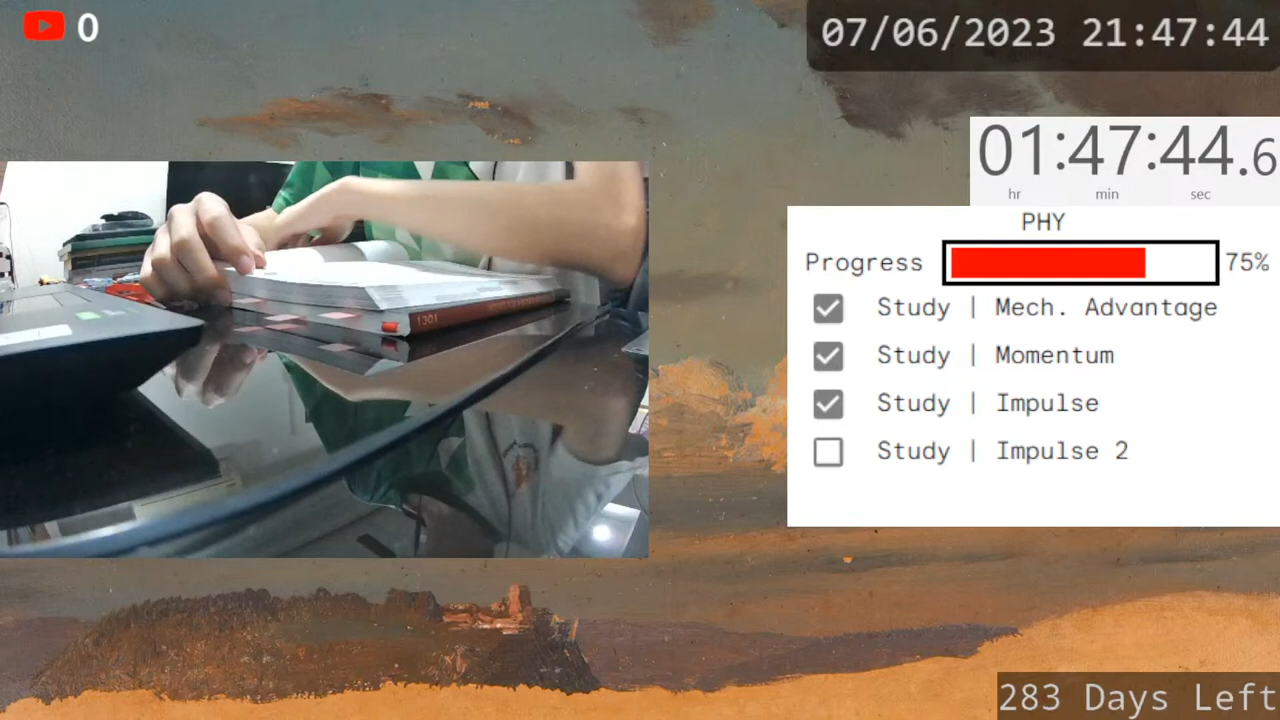 0
07/06/2023 21:47:44
01:47:44.6
hr min sec
PHY
Progress 75%
Study | Mech. Advantage
Study | Momentum
Study | Impulse
Study | Impulse 2
1301
283 Days Left